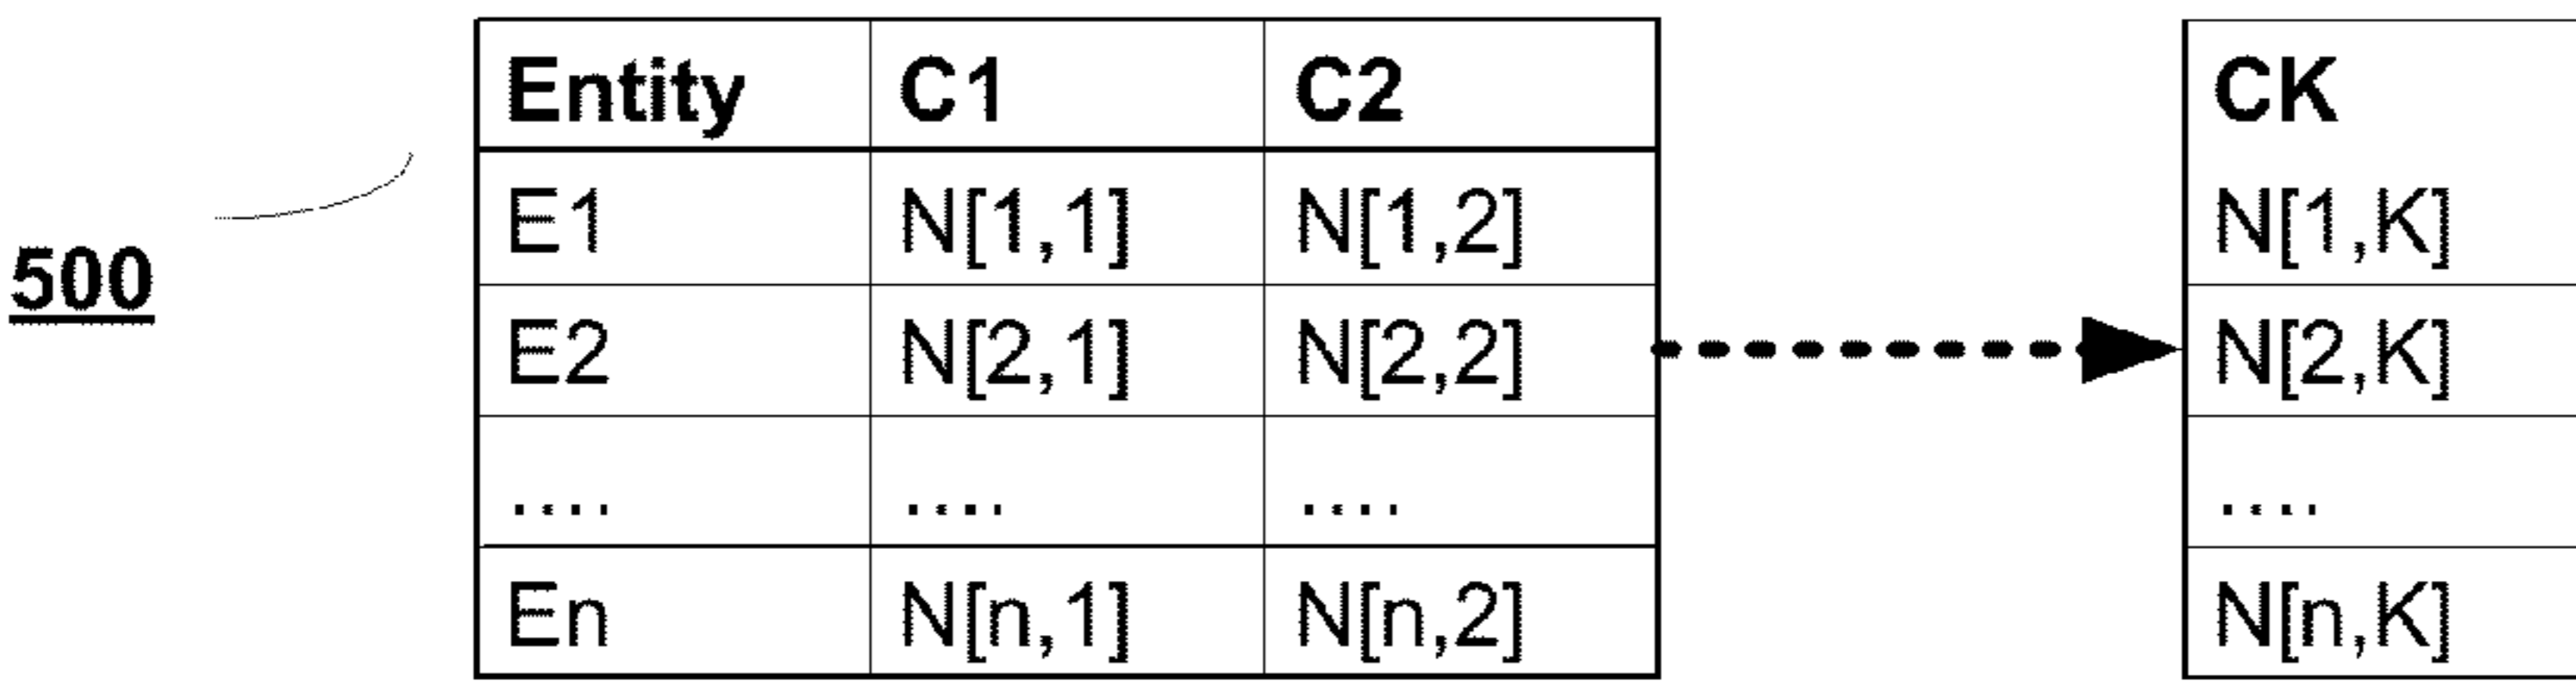 500
Entity C1 C2 CK
E1 N[1,1] N[1,2] N[1,K]
E2 N[2,1] N[2,2] N[2,K]
.... .... .... ....
En N[n,1] N[n,2] N[n,K]